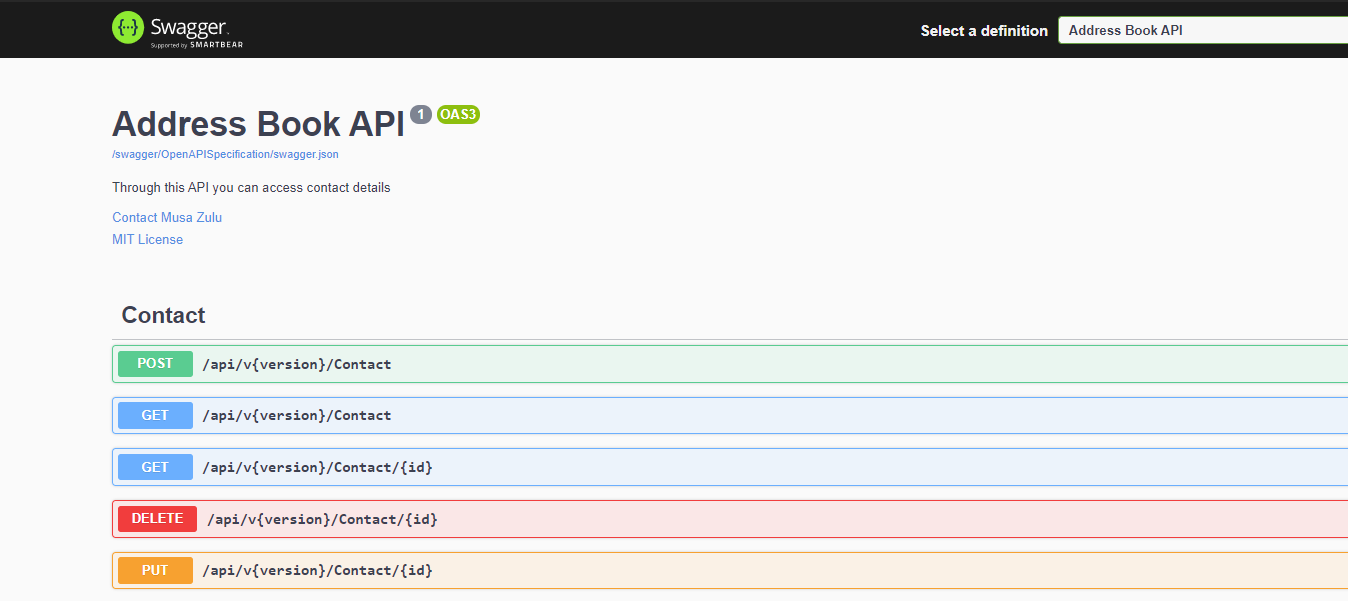 {··} Swagger.
Supported by SMARTBEAR
Select a definition Address Book API
Address Book API 1 OAS3
/swagger/OpenAPISpecification/swagger.json
Through this API you can access contact details
Contact Musa Zulu
MIT License
Contact
POST /api/v{version}/Contact
GET /api/v{version}/Contact
GET /api/v{version}/Contact/{id}
DELETE /api/v{version}/Contact/{id}
PUT /api/v{version}/Contact/{id}